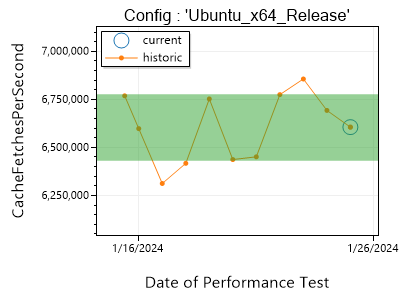 Config : 'Ubuntu_x64_Release'
current
historic
7,000,000
6,750,000
6,500,000
6,250,000
CacheFetchesPerSecond
1/16/2024
1/26/2024
Date of Performance Test